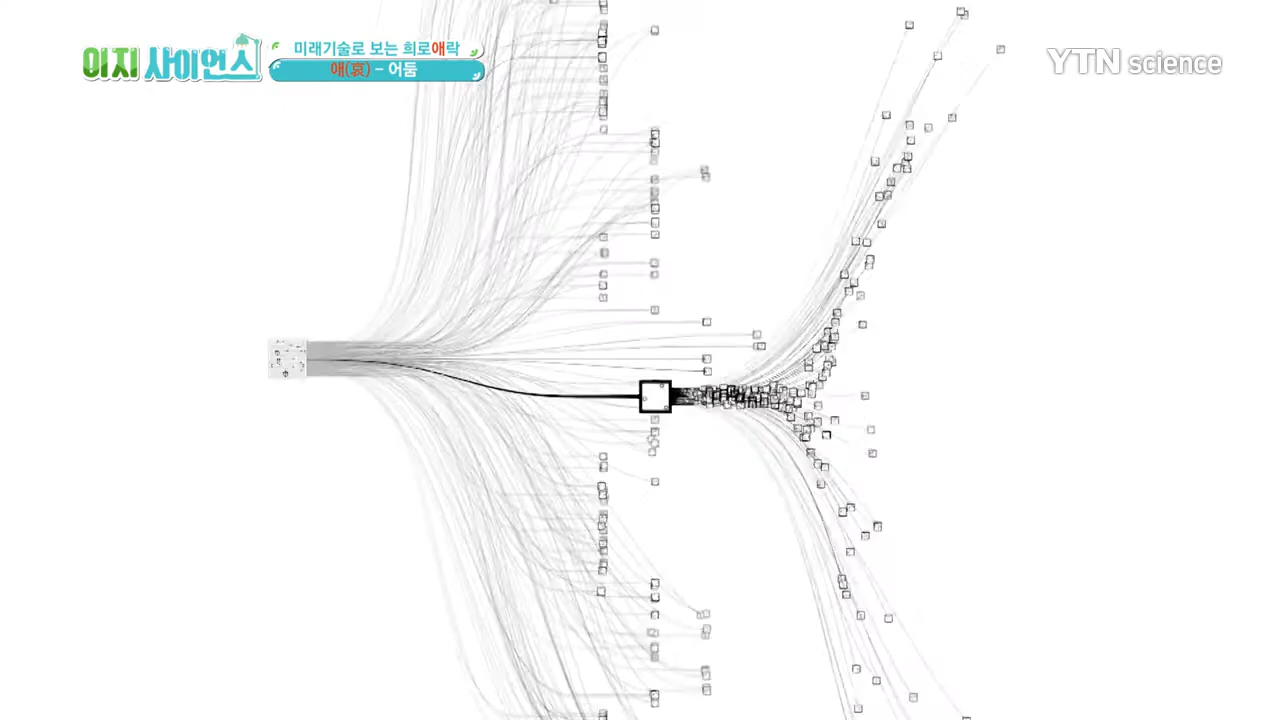 이지 사이언스
미래기술로 보는 희로애락
애(哀) - 어둠
YTN science